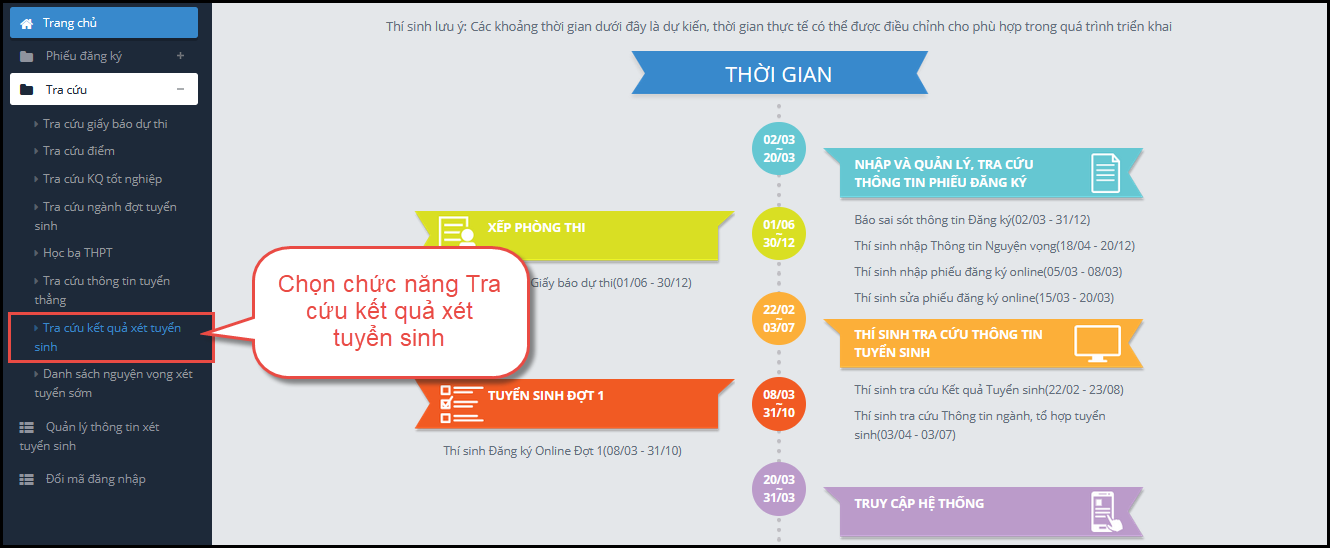 Trang chủ
Phiếu đăng ký
Tra cứu
Tra cứu giấy báo dự thi
Tra cứu điểm
Tra cứu KQ tốt nghiệp
Tra cứu ngành đợt tuyển
sinh
Học bạ THPT
Tra cứu thông tin tuyển
thẳng
Tra cứu kết quả xét tuyển
sinh
Danh sách nguyện vọng xét
tuyển sớm
Quản lý thông tin xét
tuyển sinh
Đổi mã đăng nhập
Chọn chức năng Tra
cứu kết quả xét
tuyển sinh
Thí sinh lưu ý: Các khoảng thời gian dưới đây là dự kiến, thời gian thực tế có thể được điều chỉnh cho phù hợp trong quá trình triển khai
THỜI GIAN
02/03
~
20/03
NHẬP VÀ QUẢN LÝ, TRA CỨU
THÔNG TIN PHIẾU ĐĂNG KÝ
Báo sai sót thông tin Đăng ký(02/03 - 31/12)
Thí sinh nhập Thông tin Nguyện vọng(18/04 - 20/12)
Thí sinh nhập phiếu đăng ký online(05/03 - 08/03)
Thí sinh sửa phiếu đăng ký online(15/03 - 20/03)
01/06
~
30/12
XẾP PHÒNG THI
Giấy báo dự thi(01/06 - 30/12)
22/02
~
03/07
THÍ SINH TRA CỨU THÔNG TIN
TUYỂN SINH
Thí sinh tra cứu Kết quả Tuyển sinh(22/02 - 23/08)
Thí sinh tra cứu Thông tin ngành, tổ hợp tuyển
sinh(03/04 - 03/07)
08/03
~
31/10
TUYỂN SINH ĐỢT 1
Thí sinh Đăng ký Online Đợt 1(08/03 - 31/10)
20/03
~
31/03
TRUY CẬP HỆ THỐNG